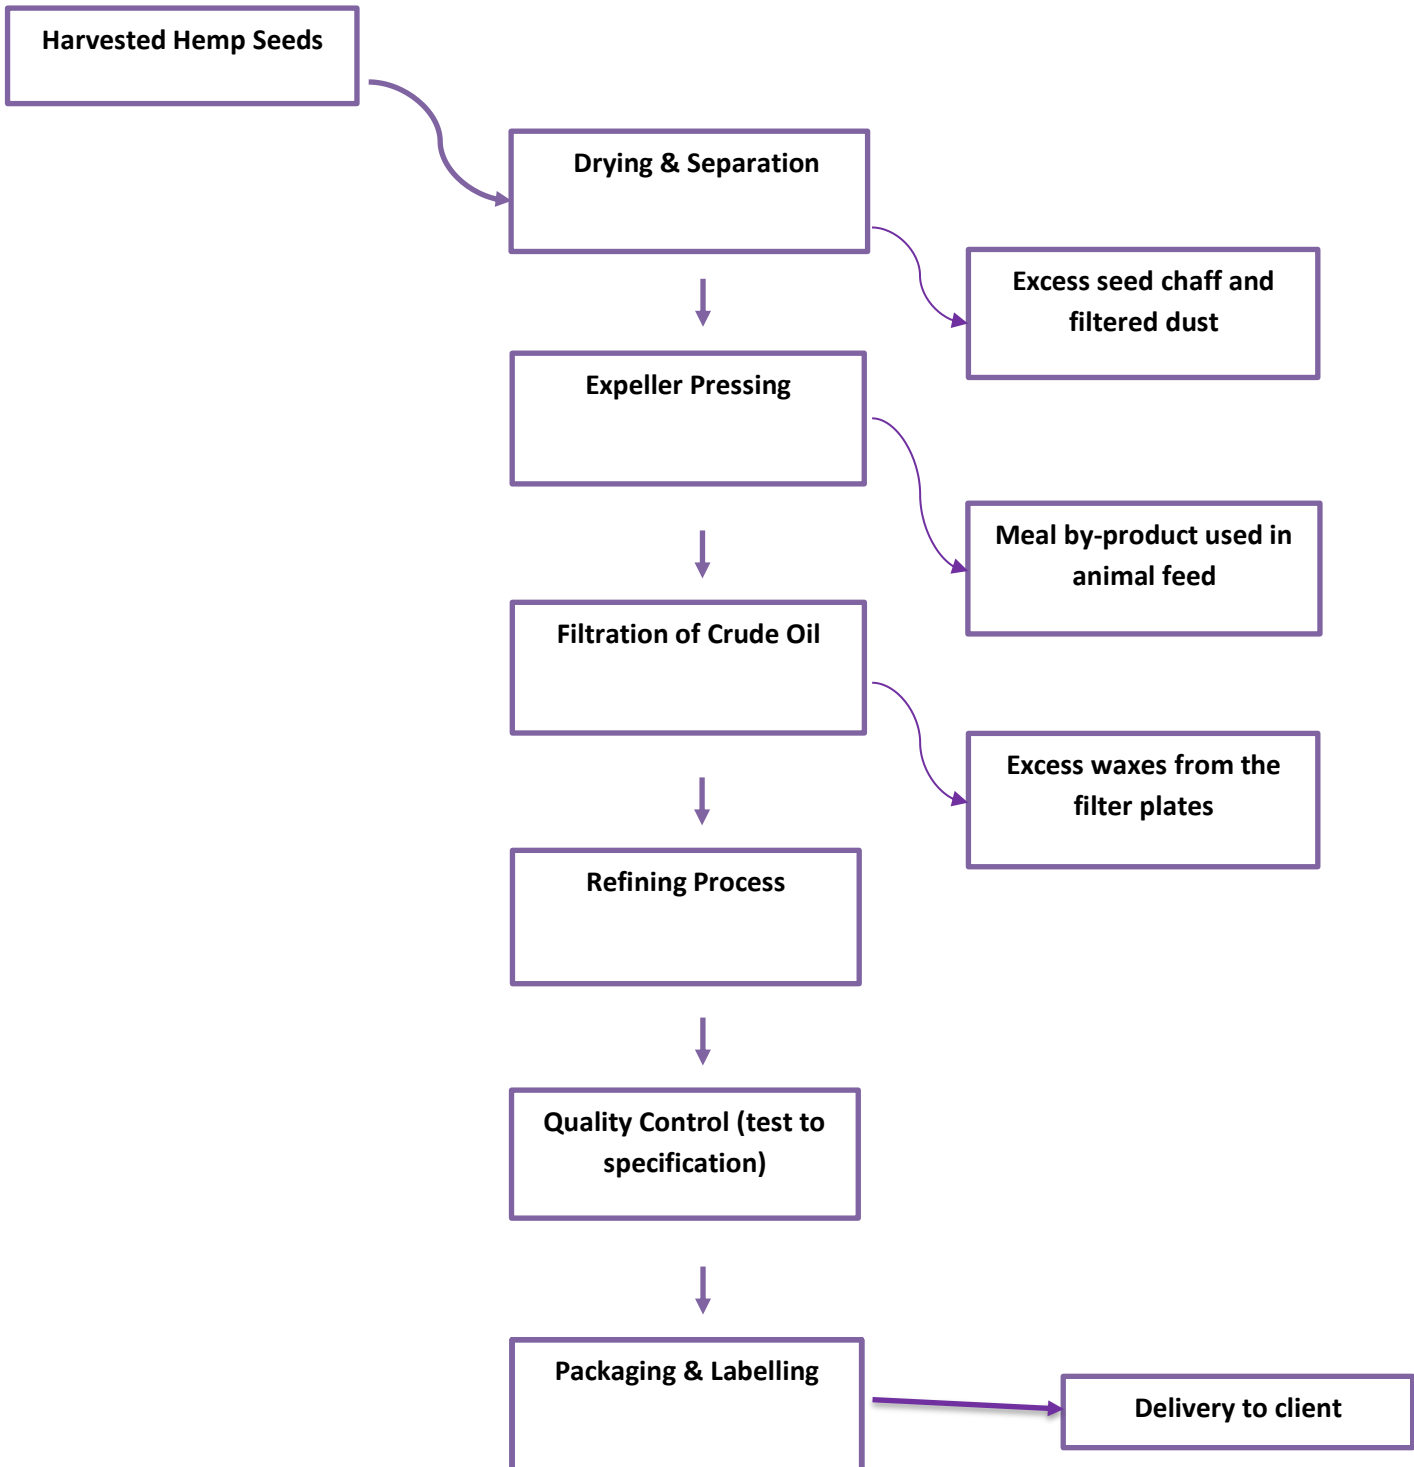 Harvested Hemp Seeds
Drying & Separation
Excess seed chaff and
filtered dust
Expeller Pressing
Meal by-product used in
animal feed
Filtration of Crude Oil
Excess waxes from the
filter plates
Refining Process
Quality Control (test to
specification)
Packaging & Labelling
Delivery to client